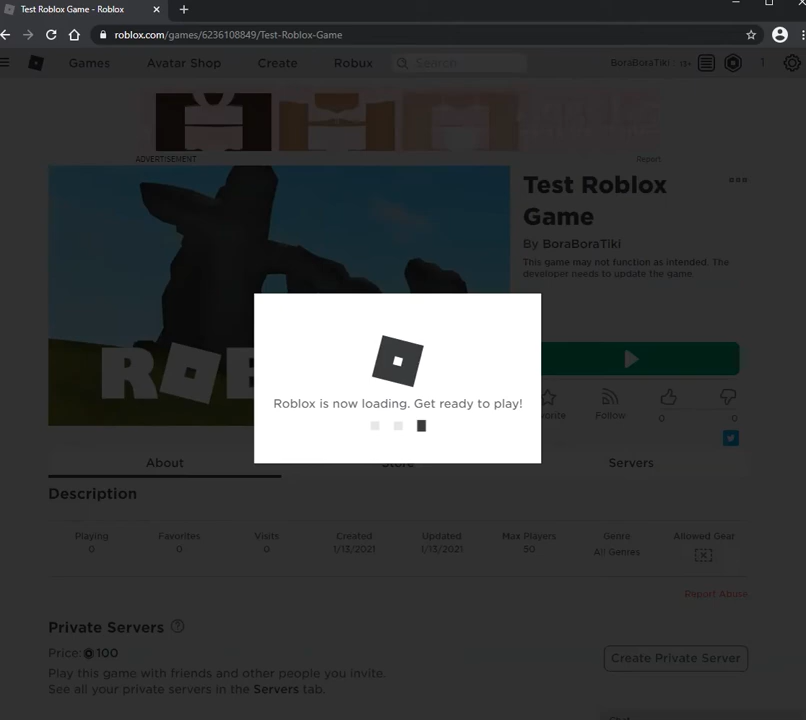 Test Roblox Game - Roblox
roblox.com/games/6236108849/Test-Roblox-Game
Games
Avatar Shop
Create
Robux
Search
BoraBoraTiki
13+
1
ADVERTISEMENT
Report
Test Roblox
Game
By BoraBoraTiki
This game may not function as intended. The
developer needs to update the game.
ROB
Roblox is now loading. Get ready to play!
Follow
0
0
About
Servers
Description
Playing
0
Favorites
0
Visits
0
Created
1/13/2021
Updated
1/13/2021
Max Players
50
Genre
All Genres
Allowed Gear
Report Abuse
Private Servers
Price: 100
Create Private Server
Play this game with friends and other people you invite.
See all your private servers in the Servers tab.